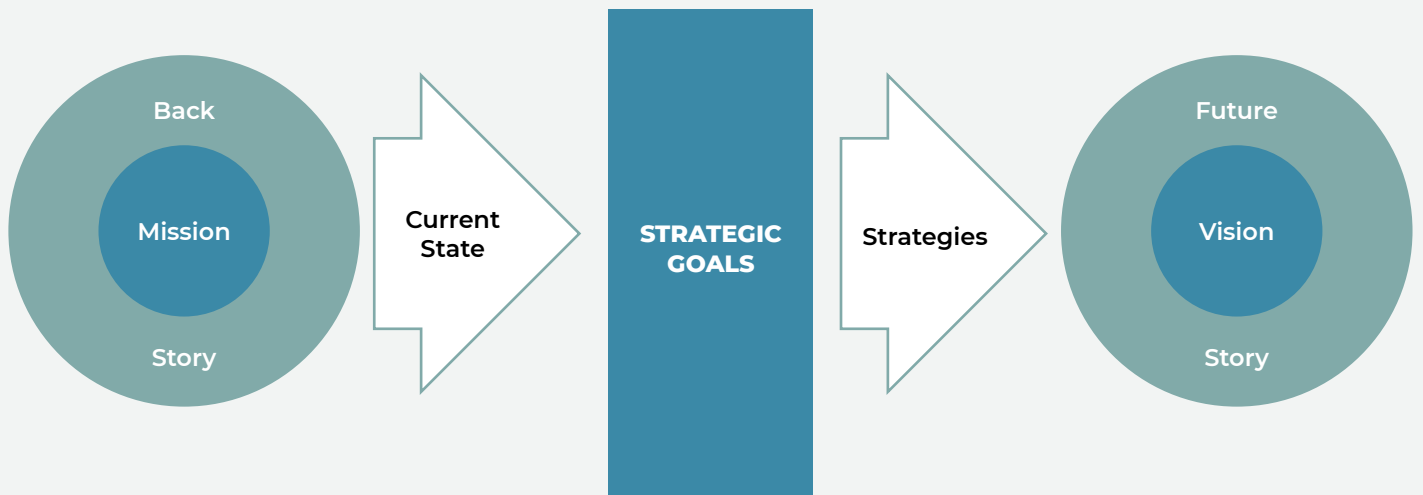 Back
Mission
Story
Current
State
STRATEGIC
GOALS
Strategies
Future
Vision
Story